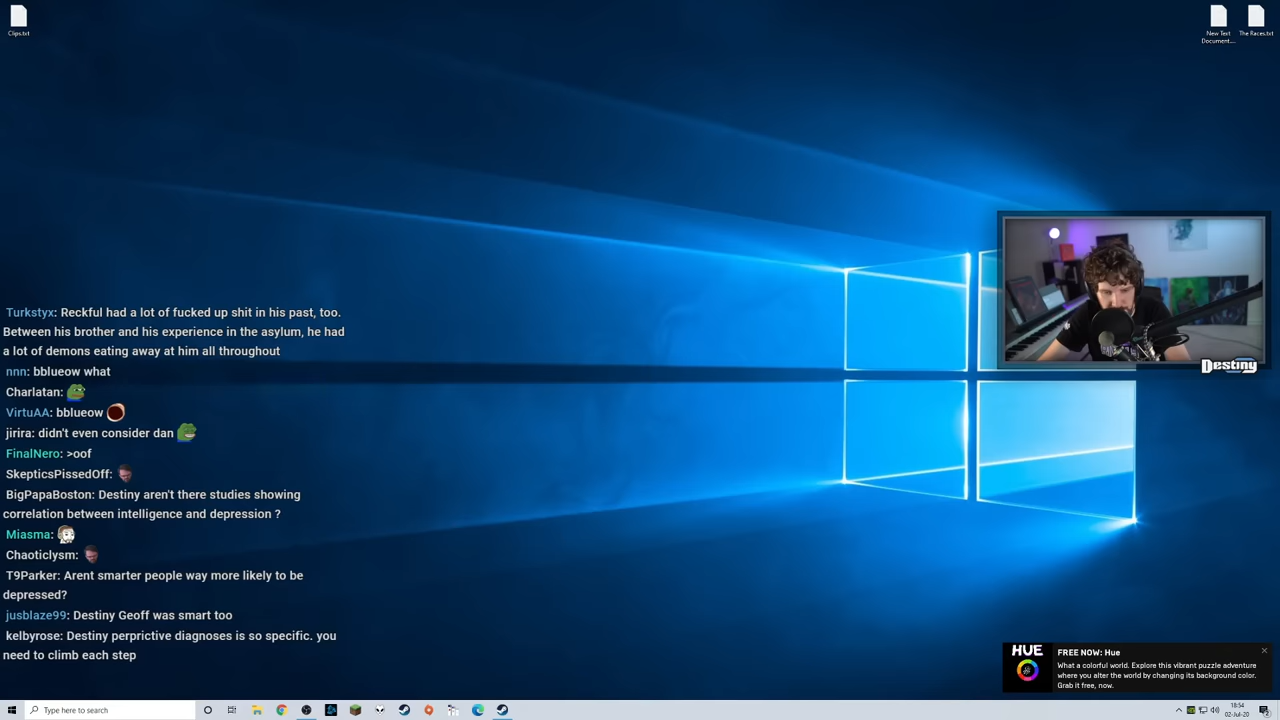 Clips.txt
New Text
Document....
The Races.txt
Turkstyx: Reckful had a lot of fucked up shit in his past, too.
Between his brother and his experience in the asylum, he had
a lot of demons eating away at him all throughout
nnn: bblueow what
Charlatan:
VirtuAA: bblueow
jirira: didn't even consider dan
FinalNero: >oof
SkepticsPissedOff:
BigPapaBoston: Destiny aren't there studies showing
correlation between intelligence and depression ?
Miasma:
Chaoticlysm:
T9Parker: Arent smarter people way more likely to be
depressed?
jusblaze99: Destiny Geoff was smart too
kelbyrose: Destiny perprictive diagnoses is so specific. you
need to climb each step
Destiny
HUE
FREE NOW: Hue
What a colorful world. Explore this vibrant puzzle adventure
where you alter the world by changing its background color.
Grab it free, now.
Type here to search
18:54
02-Jul-20